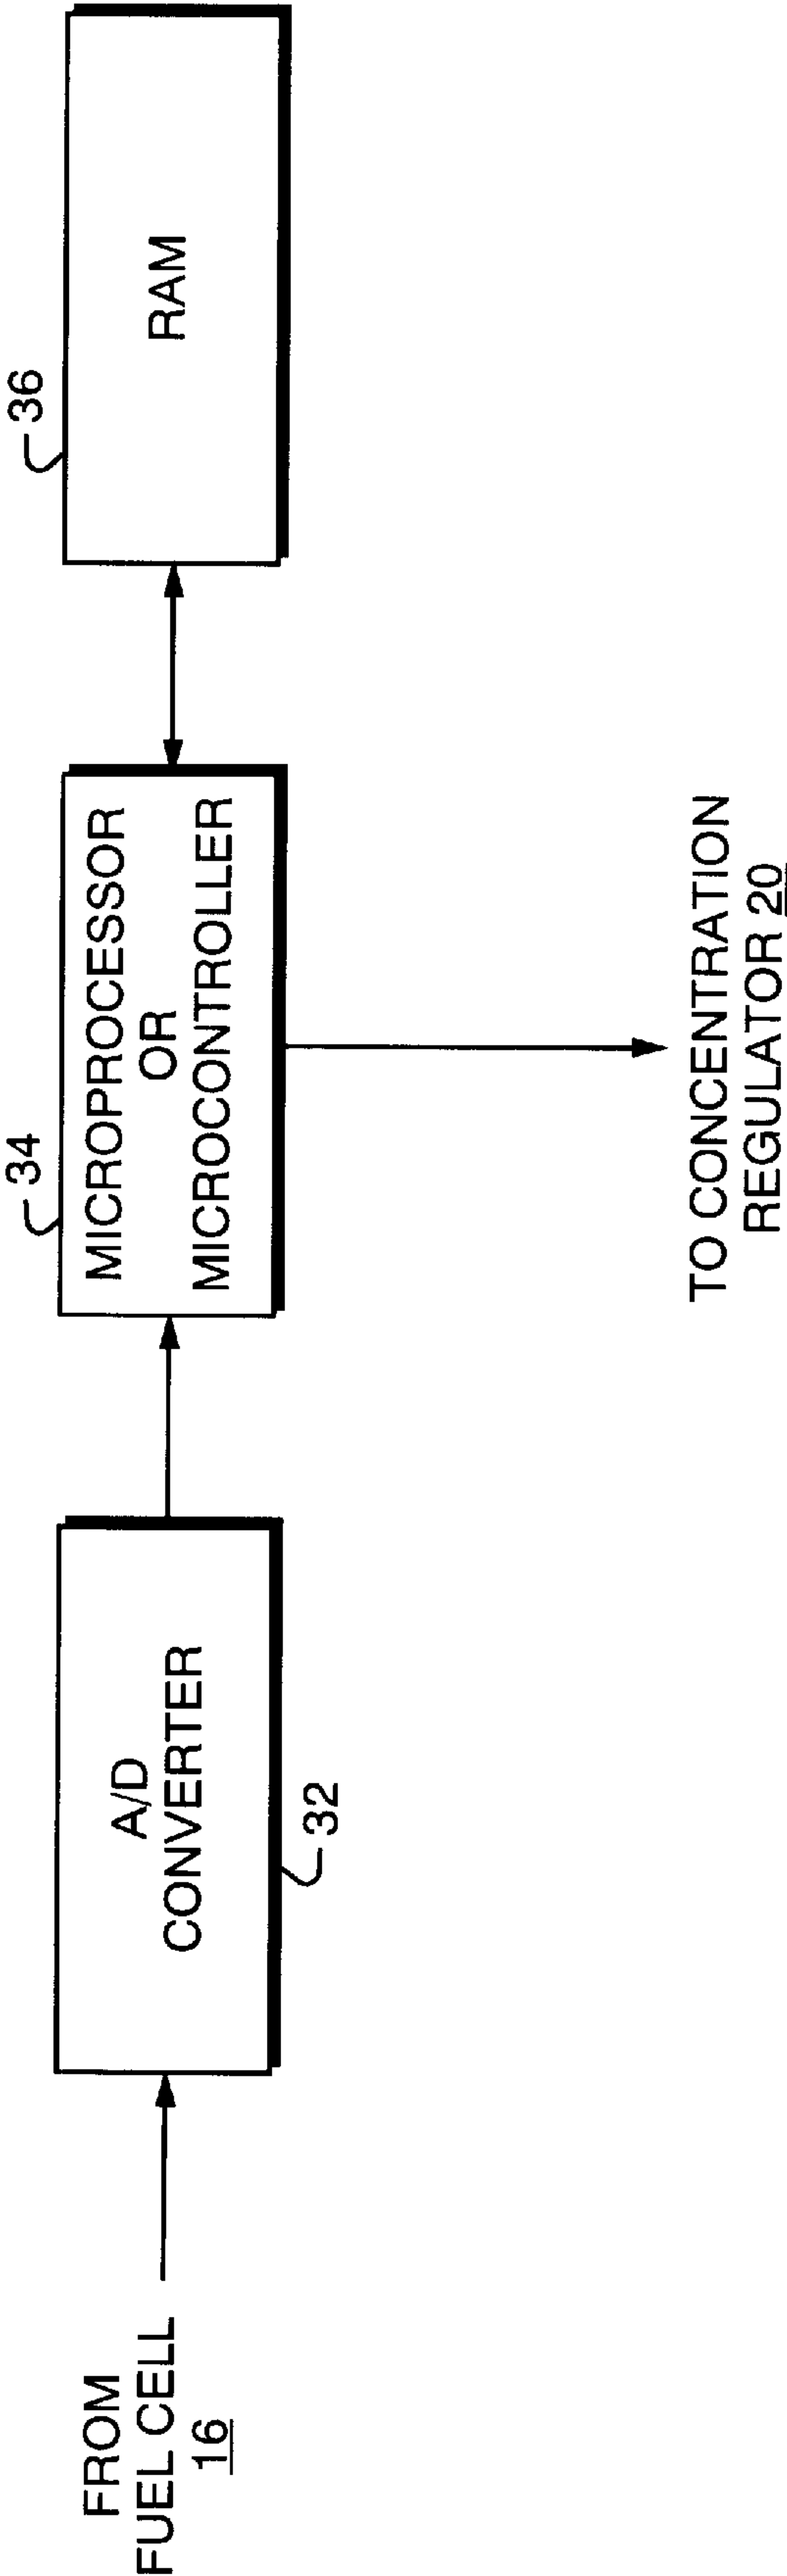 FROM
FUEL CELL
16
A/D
CONVERTER
32
34
MICROPROCESSOR
OR
MICROCONTROLLER
36
RAM
TO CONCENTRATION
REGULATOR 20